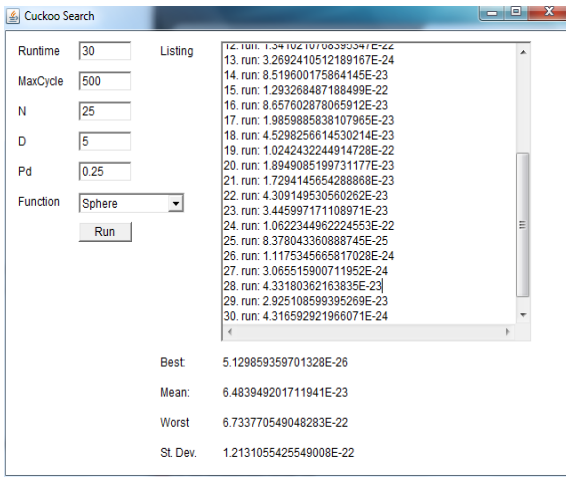 Cuckoo Search
Runtime 30 Listing
MaxCycle 500
N 25
D 5
Pd 0.25
Function Sphere
Run
12. run: 1.3410210768395347E-22
13. run: 3.2692410512189167E-24
14. run: 8.519600175864145E-23
15. run: 1.293268487188499E-22
16. run: 8.657602878065912E-23
17. run: 1.9859885838107965E-23
18. run: 4.5298256614530214E-23
19. run: 1.0242432244914728E-22
20. run: 1.8949085199731177E-23
21. run: 1.7294145654288868E-23
22. run: 4.309149530560262E-23
23. run: 3.445997171108971E-23
24. run: 1.0622344962224553E-22
25. run: 8.378043360888745E-25
26. run: 1.1175345665817028E-24
27. run: 3.065515900711952E-24
28. run: 4.33180362163835E-23
29. run: 2.925108599395269E-23
30. run: 4.316592921966071E-24
Best: 5.129859359701328E-26
Mean: 6.483949201711941E-23
Worst 6.733770549048283E-22
St. Dev. 1.2131055425549008E-22